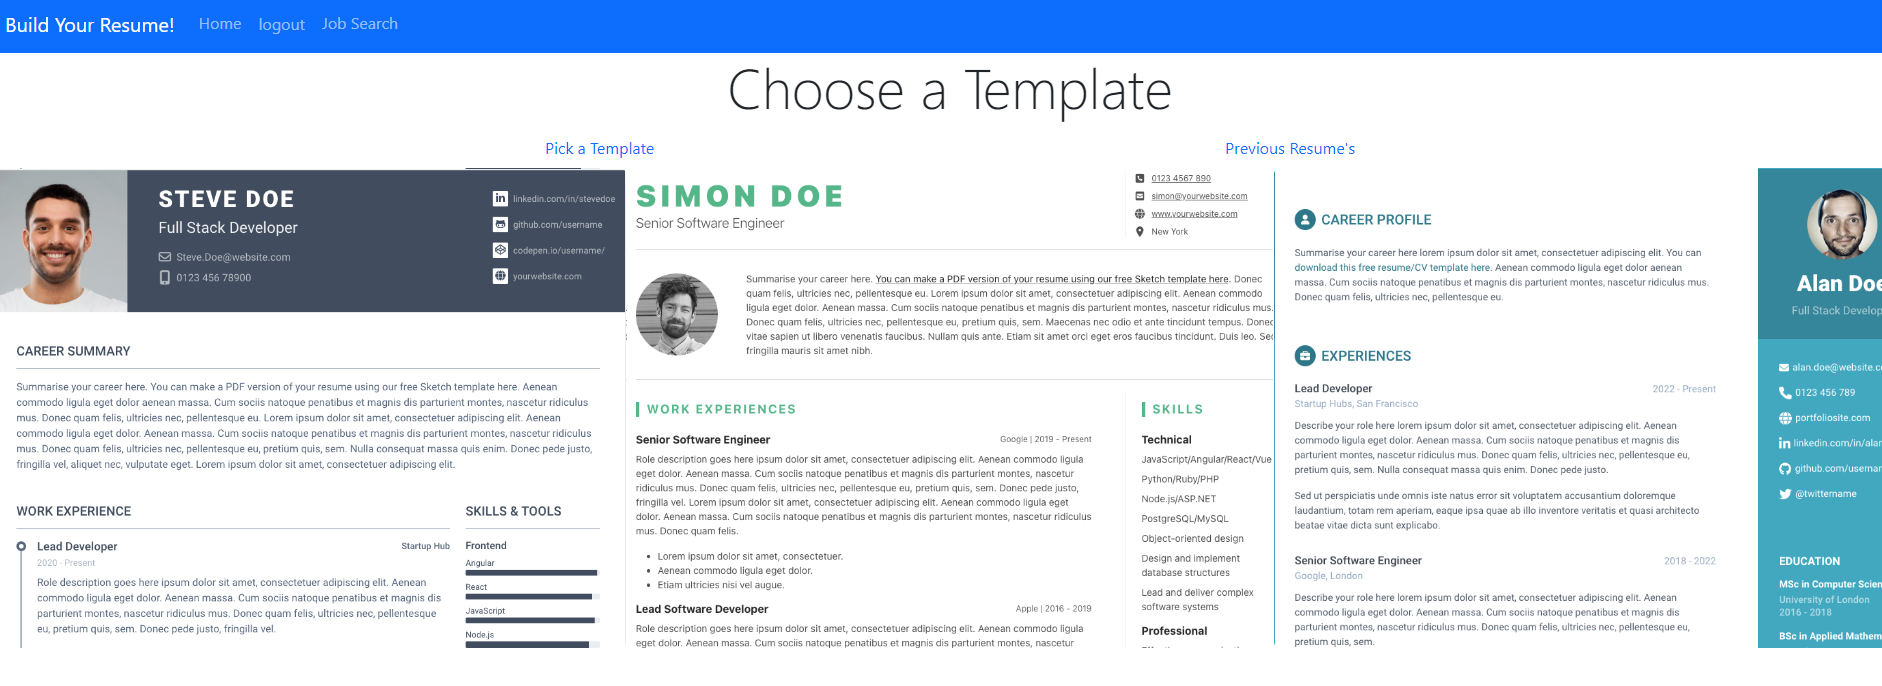 Build Your Resume!
Home
logout
Job Search
Choose a Template
Pick a Template
Previous Resume's
STEVE DOE
Full Stack Developer
Steve.Doe@website.com
0123 456 78900
linkedin.com/in/stevedoe
github.com/username
codepen.io/username/
yourwebsite.com
CAREER SUMMARY
Summarise your career here. You can make a PDF version of your resume using our free Sketch template here. Aenean
commodo ligula eget dolor aenean massa. Cum sociis natoque penatibus et magnis dis parturient montes, nascetur ridiculus
mus. Donec quam felis, ultricies nec, pellentesque eu. Lorem ipsum dolor sit amet, consectetuer adipiscing elit. Aenean
commodo ligula eget dolor. Aenean massa. Cum sociis natoque penatibus et magnis dis parturient montes, nascetur ridiculus
mus. Donec quam felis, ultricies nec, pellentesque eu, pretium quis, sem. Nulla consequat massa quis enim. Donec pede justo,
fringilla vel, aliquet nec, vulputate eget. Lorem ipsum dolor sit amet, consectetuer adipiscing elit.
WORK EXPERIENCE
Lead Developer
Startup Hub
2020 - Present
Role description goes here ipsum dolor sit amet, consectetuer adipiscing elit. Aenean
commodo ligula eget dolor. Aenean massa. Cum sociis natoque penatibus et magnis dis
parturient montes, nascetur ridiculus mus. Donec quam felis, ultricies nec, pellentesque
eu, pretium quis, sem. Donec pede justo, fringilla vel.
SKILLS & TOOLS
Frontend
Angular
React
JavaScript
Node.js
SIMON DOE
Senior Software Engineer
0123 4567 890
simon@yourwebsite.com
www.yourwebsite.com
New York
Summarise your career here. You can make a PDF version of your resume using our free Sketch template here. Donec
quam felis, ultricies nec, pellentesque eu. Lorem ipsum dolor sit amet, consectetuer adipiscing elit. Aenean commodo
ligula eget dolor. Aenean massa. Cum sociis natoque penatibus et magnis dis parturient montes, nascetur ridiculus mus.
Donec quam felis, ultricies nec, pellentesque eu, pretium quis, sem. Maecenas nec odio et ante tincidunt tempus. Donec
vitae sapien ut libero venenatis faucibus. Nullam quis ante. Etiam sit amet orci eget eros faucibus tincidunt. Duis leo. Sed
fringilla mauris sit amet nibh.
WORK EXPERIENCES
Senior Software Engineer
Google | 2019 - Present
Role description goes here ipsum dolor sit amet, consectetuer adipiscing elit. Aenean commodo ligula
eget dolor. Aenean massa. Cum sociis natoque penatibus et magnis dis parturient montes, nascetur
ridiculus mus. Donec quam felis, ultricies nec, pellentesque eu, pretium quis, sem. Donec pede justo,
fringilla vel. Lorem ipsum dolor sit amet, consectetuer adipiscing elit. Aenean commodo ligula eget
dolor. Aenean massa. Cum sociis natoque penatibus et magnis dis parturient montes, nascetur ridiculus
mus. Donec quam felis.
Lorem ipsum dolor sit amet, consectetuer.
Aenean commodo ligula eget dolor.
Etiam ultricies nisi vel augue.
Lead Software Developer
Apple | 2016 - 2019
Role description goes here ipsum dolor sit amet, consectetuer adipiscing elit. Aenean commodo ligula
eget dolor. Aenean massa. Cum sociis natoque penatibus et magnis dis parturient montes, nascetur
SKILLS
Technical
JavaScript/Angular/React/Vue
Python/Ruby/PHP
Node.js/ASP.NET
PostgreSQL/MySQL
Object-oriented design
Design and implement
database structures
Lead and deliver complex
software systems
Professional
CAREER PROFILE
Summarise your career here lorem ipsum dolor sit amet, consectetuer adipiscing elit. You can
download this free resume/CV template here. Aenean commodo ligula eget dolor aenean
massa. Cum sociis natoque penatibus et magnis dis parturient montes, nascetur ridiculus mus.
Donec quam felis, ultricies nec, pellentesque eu.
EXPERIENCES
Lead Developer
2022 - Present
Startup Hubs, San Francisco
Describe your role here lorem ipsum dolor sit amet, consectetuer adipiscing elit. Aenean
commodo ligula eget dolor. Aenean massa. Cum sociis natoque penatibus et magnis dis
parturient montes, nascetur ridiculus mus. Donec quam felis, ultricies nec, pellentesque eu,
pretium quis, sem. Nulla consequat massa quis enim. Donec pede justo.
Sed ut perspiciatis unde omnis iste natus error sit voluptatem accusantium doloremque
laudantium, totam rem aperiam, eaque ipsa quae ab illo inventore veritatis et quasi architecto
beatae vitae dicta sunt explicabo.
Senior Software Engineer
2018 - 2022
Google, London
Describe your role here lorem ipsum dolor sit amet, consectetuer adipiscing elit. Aenean
commodo ligula eget dolor. Aenean massa. Cum sociis natoque penatibus et magnis dis
parturient montes, nascetur ridiculus mus. Donec quam felis, ultricies nec, pellentesque eu,
pretium quis, sem.
Alan Doe
Full Stack Develop
alan.doe@website.c
0123 456 789
portfoliosite.com
linkedin.com/in/alan
github.com/usernam
@twittername
EDUCATION
MSc in Computer Scien
University of London
2016 - 2018
BSc in Applied Mathem